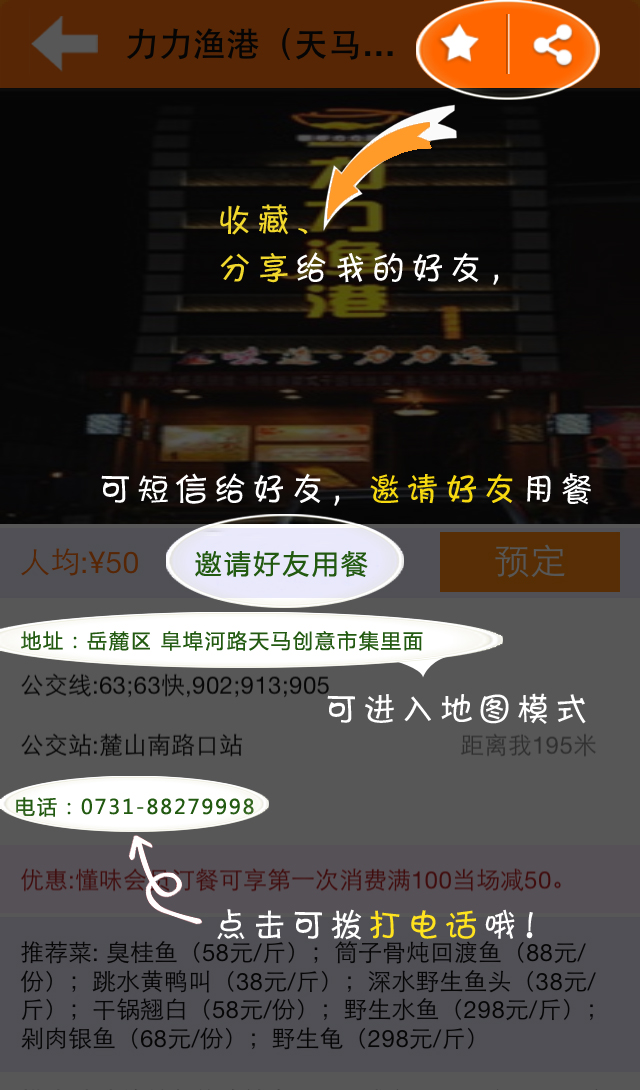 力力渔港（天马...
力力渔港
收藏、
分享给我的好友，
味道·力力渔
可短信给好友，邀请好友用餐
人均:¥50
邀请好友用餐
预定
地址：岳麓区 阜埠河路天马创意市集里面
公交线:63;63快,902;913;905
可进入地图模式
公交站:麓山南路口站
距离我195米
电话：0731-88279998
优惠:懂味会员订餐可享第一次消费满100当场减50。
点击可拨打电话哦！
推荐菜: 臭桂鱼（58元/斤）；筒子骨炖回渡鱼（88元/
份）；跳水黄鸭叫（38元/斤）；深水野生鱼头（38元/
斤）；干锅翘白（58元/份）；野生水鱼（298元/斤）；
剁肉银鱼（68元/份）；野生龟（298元/斤）